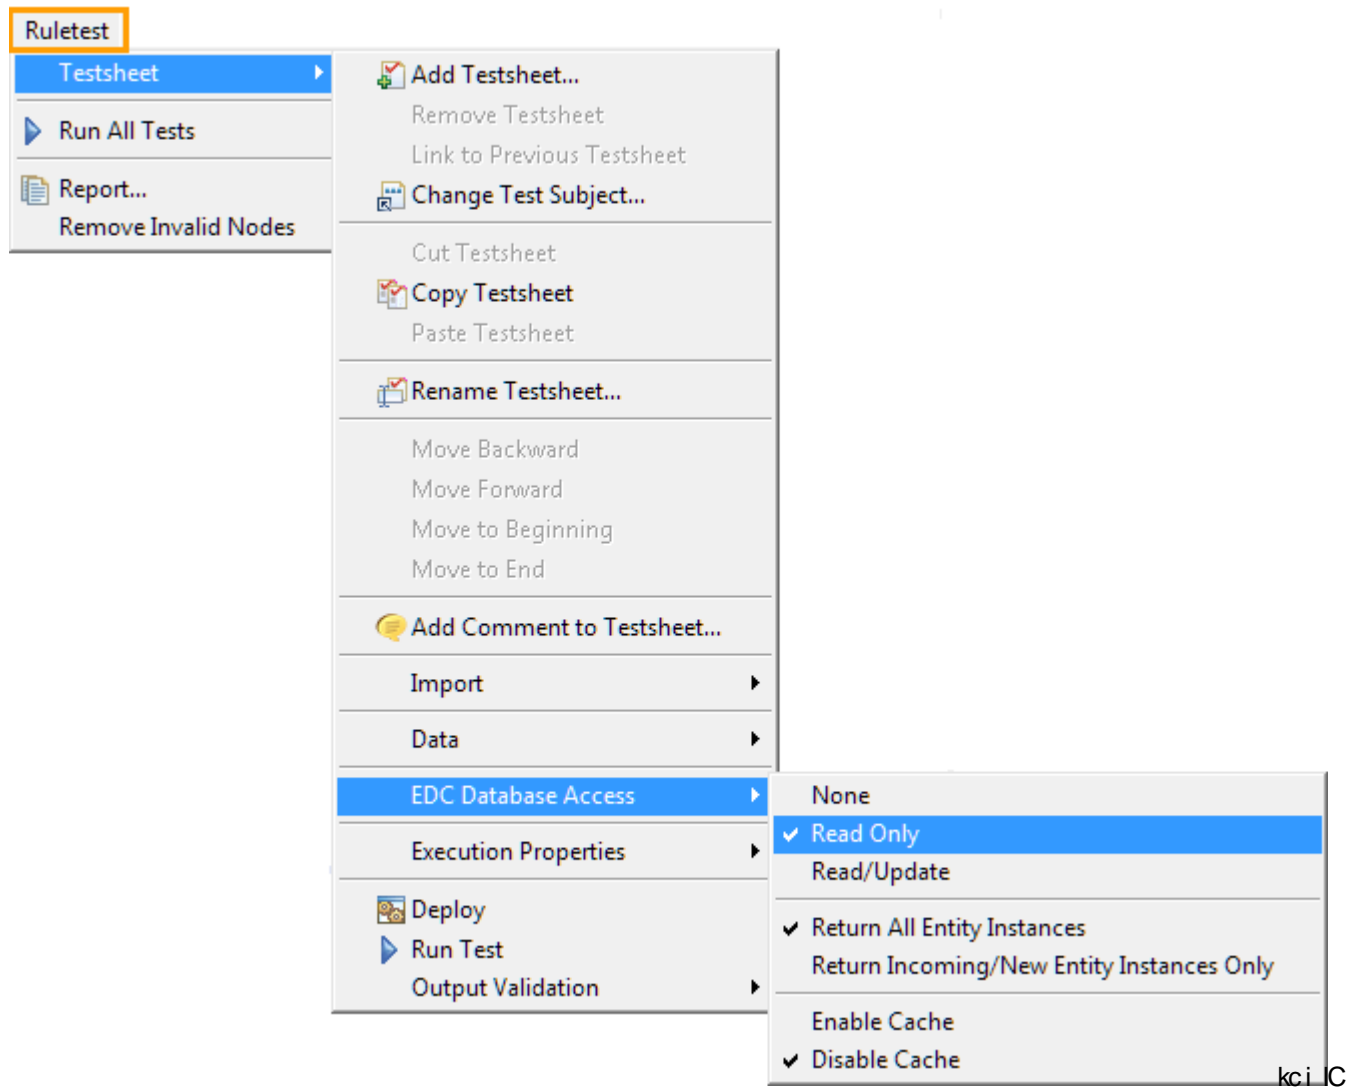 Ruletest
Testsheet
Run All Tests
Report...
Remove Invalid Nodes
Add Testsheet...
Remove Testsheet
Link to Previous Testsheet
Change Test Subject...
Cut Testsheet
Copy Testsheet
Paste Testsheet
Rename Testsheet...
Move Backward
Move Forward
Move to Beginning
Move to End
Add Comment to Testsheet...
Import
Data
EDC Database Access
Execution Properties
Deploy
Run Test
Output Validation
None
Read Only
Read/Update
Return All Entity Instances
Return Incoming/New Entity Instances Only
Enable Cache
Disable Cache
kci IC